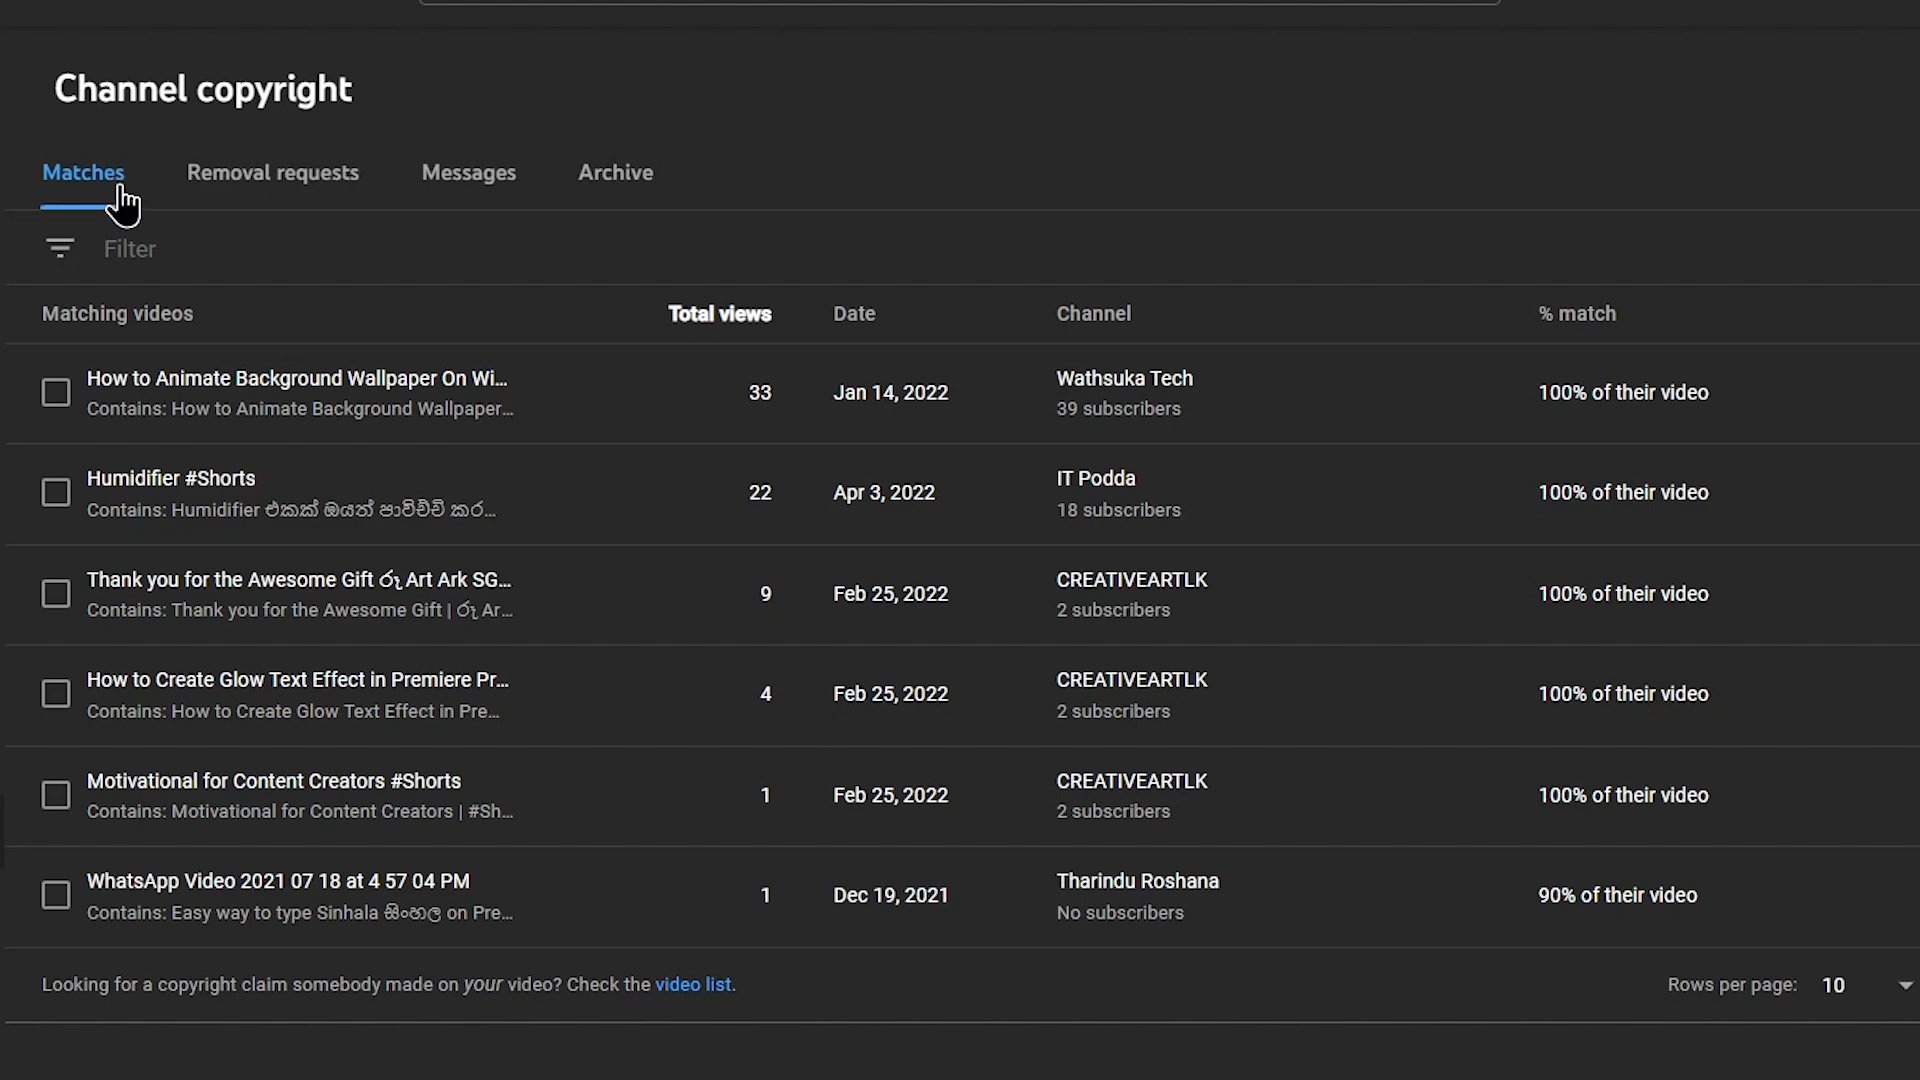 Channel copyright
Matches Removal requests Messages Archive
Filter
Matching videos Total views Date Channel % match
How to Animate Background Wallpaper On Wi...
Contains: How to Animate Background Wallpaper...
33 Jan 14, 2022 Wathsuka Tech
39 subscribers
100% of their video
Humidifier #Shorts
Contains: Humidifier එකක් ඔයත් පාවිච්චි කර...
22 Apr 3, 2022 IT Podda
18 subscribers
100% of their video
Thank you for the Awesome Gift රූ Art Ark SG...
Contains: Thank you for the Awesome Gift | රූ Ar...
9 Feb 25, 2022 CREATIVEARTLK
2 subscribers
100% of their video
How to Create Glow Text Effect in Premiere Pr...
Contains: How to Create Glow Text Effect in Pre...
4 Feb 25, 2022 CREATIVEARTLK
2 subscribers
100% of their video
Motivational for Content Creators #Shorts
Contains: Motivational for Content Creators | #Sh...
1 Feb 25, 2022 CREATIVEARTLK
2 subscribers
100% of their video
WhatsApp Video 2021 07 18 at 4 57 04 PM
Contains: Easy way to type Sinhala සිංහල on Pre...
1 Dec 19, 2021 Tharindu Roshana
No subscribers
90% of their video
Looking for a copyright claim somebody made on your video? Check the video list.
Rows per page: 10